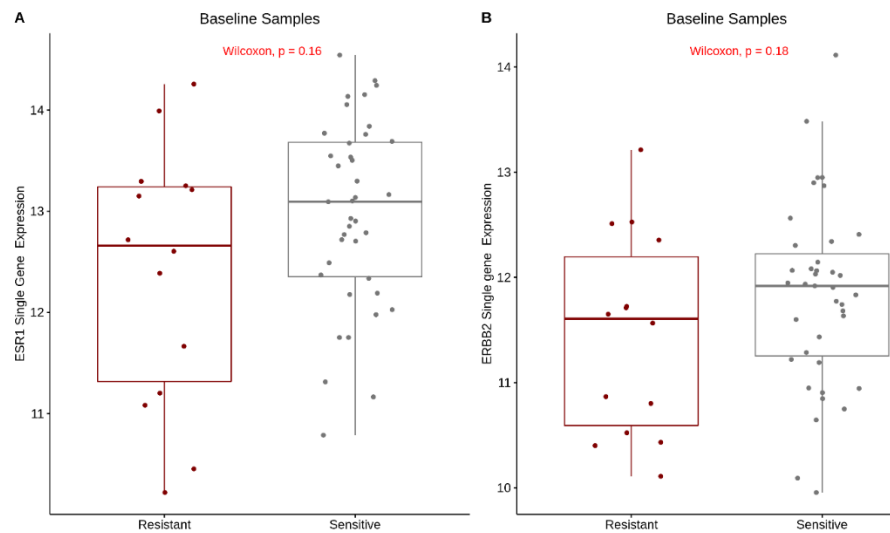 A
Baseline Samples
Wilcoxon, p = 0.16
ESR1 Single Gene  Expression
14
13
12
11
Resistant
Sensitive
B
Baseline Samples
Wilcoxon, p = 0.18
ERBB2 Single gene  Expression
14
13
12
11
10
Resistant
Sensitive